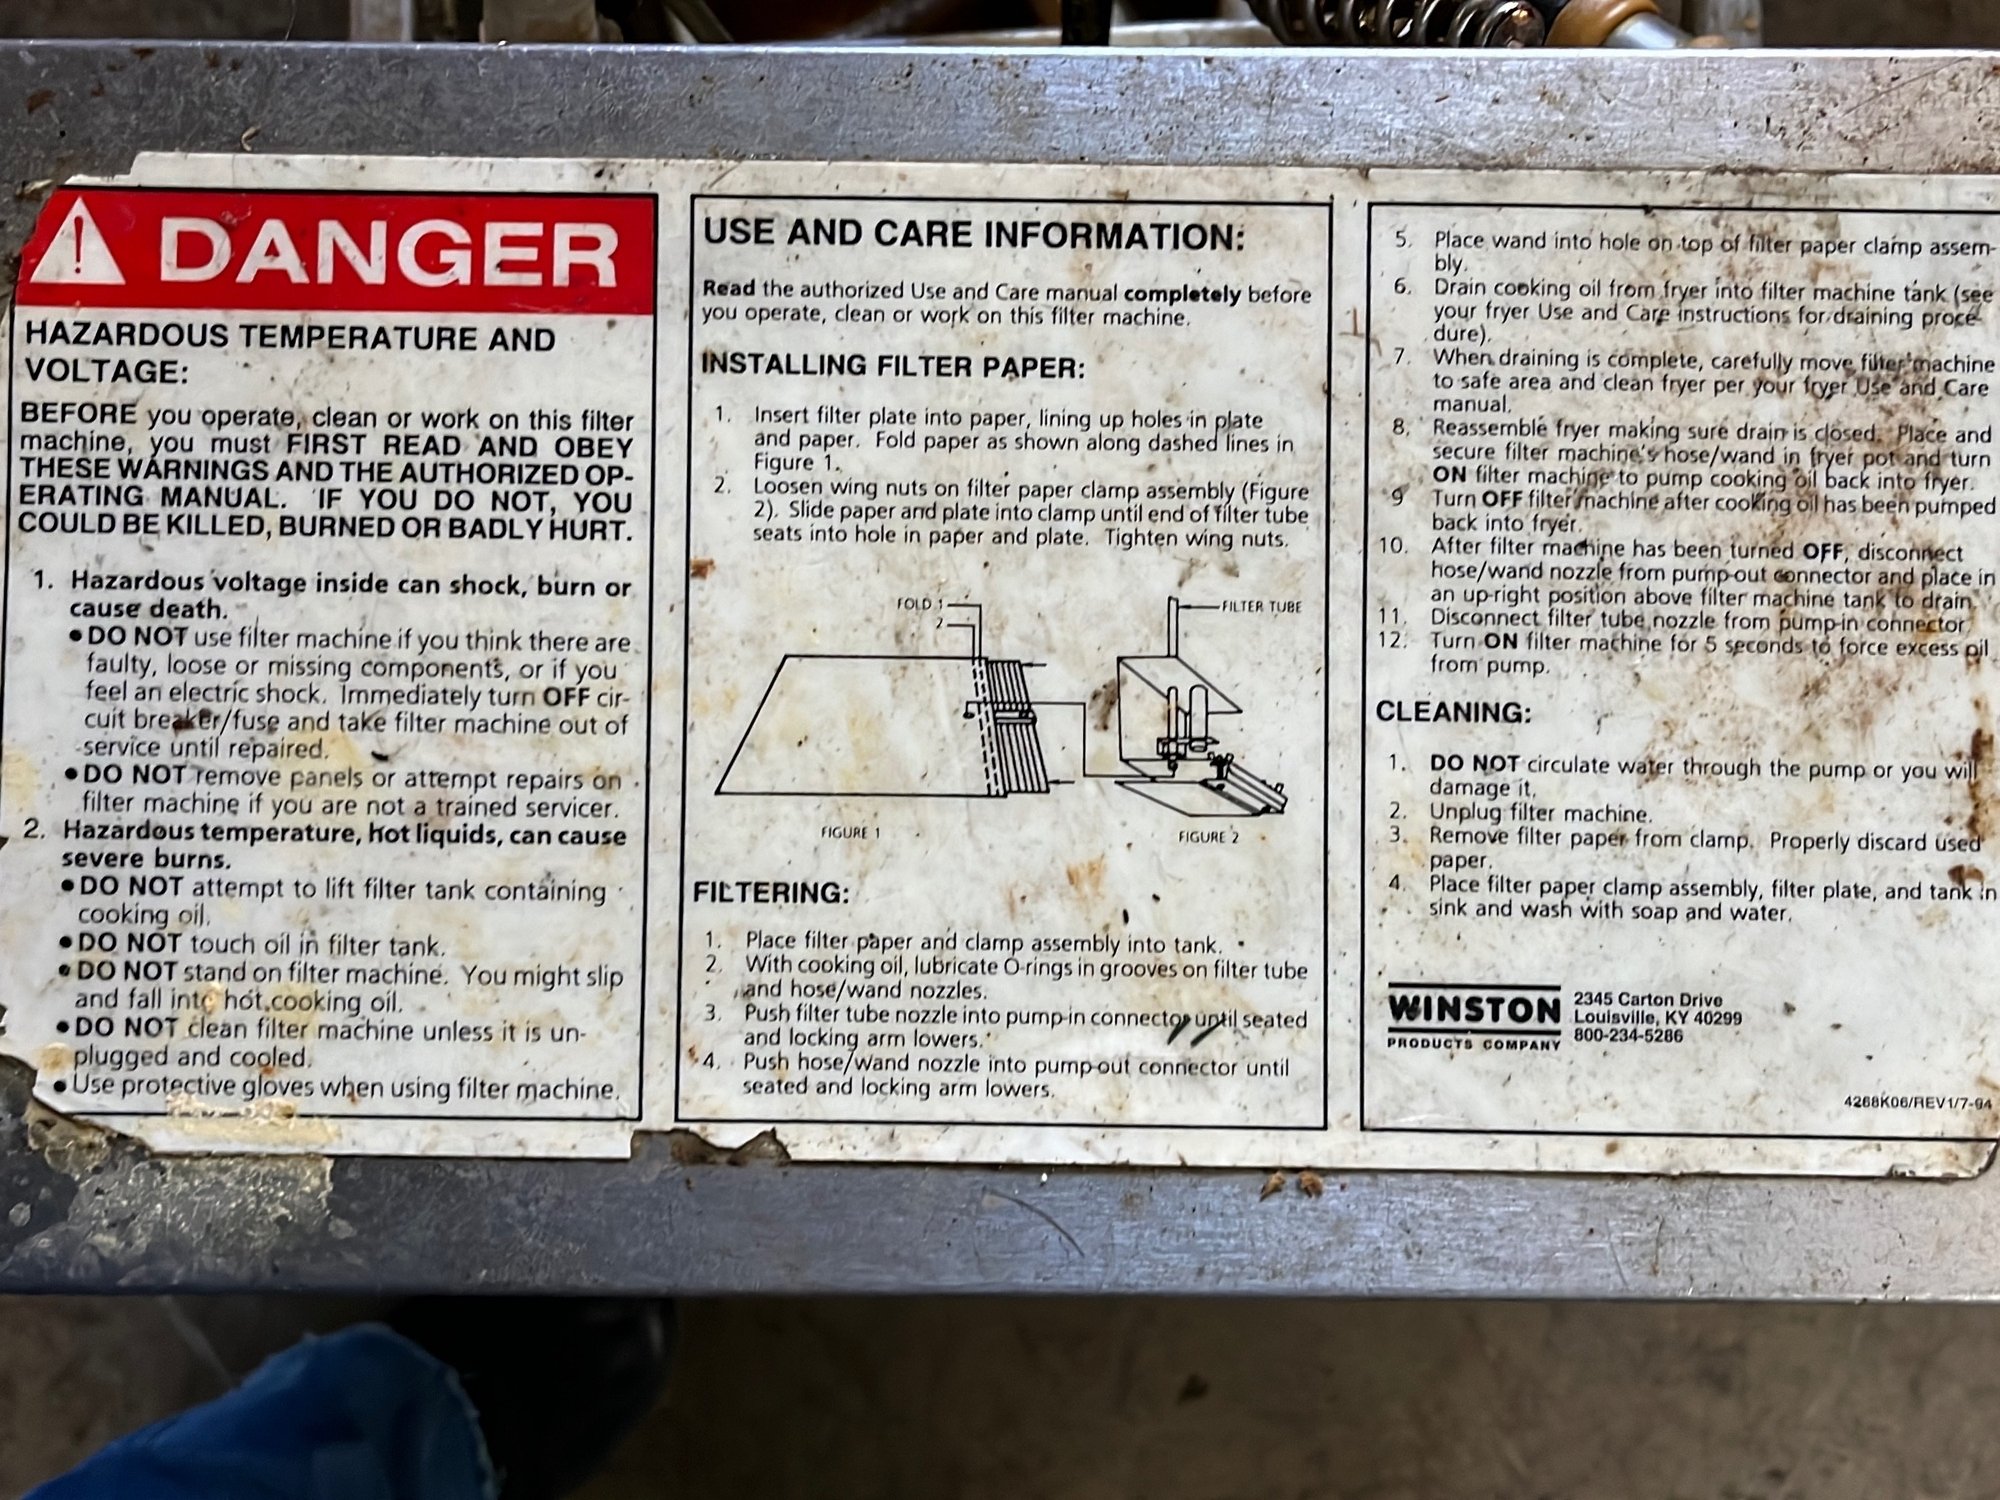 DANGER
HAZARDOUS TEMPERATURE AND
VOLTAGE:
BEFORE you operate, clean or work on this filter
machine, you must FIRST READ AND OBEY
THESE WARNINGS AND THE AUTHORIZED OP-
ERATING MANUAL. IF YOU DO NOT, YOU
COULD BE KILLED, BURNED OR BADLY HURT.
1. Hazardous voltage inside can shock, burn or
cause death.
• DO NOT use filter machine if you think there are
faulty, loose or missing components, or if you
feel an electric shock. Immediately turn OFF cir-
cuit breaker/fuse and take filter machine out of
service until repaired.
• DO NOT remove panels or attempt repairs on
filter machine if you are not a trained servicer.
2. Hazardous temperature, hot liquids, can cause
severe burns.
• DO NOT attempt to lift filter tank containing
cooking oil.
• DO NOT touch oil in filter tank.
• DO NOT stand on filter machine. You might slip
and fall into hot cooking oil.
• DO NOT clean filter machine unless it is un-
plugged and cooled.
• Use protective gloves when using filter machine.
USE AND CARE INFORMATION:
Read the authorized Use and Care manual completely before
you operate, clean or work on this filter machine.
INSTALLING FILTER PAPER:
1. Insert filter plate into paper, lining up holes in plate
and paper. Fold paper as shown along dashed lines in
Figure 1.
2. Loosen wing nuts on filter paper clamp assembly (Figure
2). Slide paper and plate into clamp until end of filter tube
seats into hole in paper and plate. Tighten wing nuts.
FOLD 1
2
FILTER TUBE
FIGURE 1
FIGURE 2
FILTERING:
1. Place filter paper and clamp assembly into tank.
2. With cooking oil, lubricate O-rings in grooves on filter tube
and hose/wand nozzles.
3. Push filter tube nozzle into pump-in connector until seated
and locking arm lowers.
4. Push hose/wand nozzle into pump-out connector until
seated and locking arm lowers.
5. Place wand into hole on top of filter paper clamp assem-
bly.
6. Drain cooking oil from fryer into filter machine tank (see
your fryer Use and Care instructions for draining proce-
dure).
7. When draining is complete, carefully move filter machine
to safe area and clean fryer per your fryer Use and Care
manual.
8. Reassemble fryer making sure drain is closed. Place and
secure filter machine's hose/wand in fryer pot and turn
ON filter machine to pump cooking oil back into fryer.
9 Turn OFF filter machine after cooking oil has been pumped
back into fryer.
10. After filter machine has been turned OFF, disconnect
hose/wand nozzle from pump-out connector and place in
an up-right position above filter machine tank to drain.
11. Disconnect filter tube nozzle from pump-in connector
12. Turn ON filter machine for 5 seconds to force excess oil
from pump.
CLEANING:
1. DO NOT circulate water through the pump or you will
damage it.
2. Unplug filter machine.
3. Remove filter paper from clamp. Properly discard used
paper.
4. Place filter paper clamp assembly, filter plate, and tank in
sink and wash with soap and water.
WINSTON
PRODUCTS COMPANY
2345 Carton Drive
Louisville, KY 40299
800-234-5286
4268K06/REV1/7-94